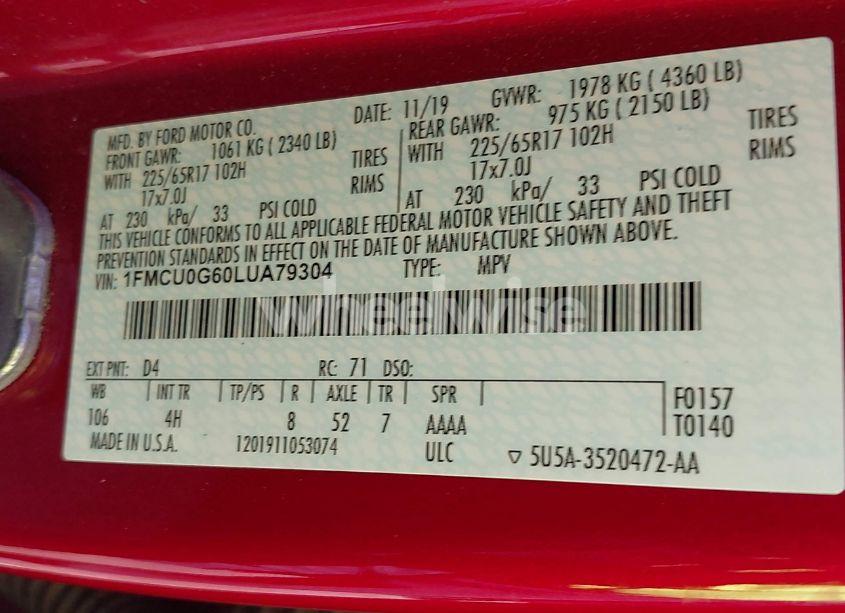 MFD. BY FORD MOTOR CO. DATE: 11/19 GVWR: 1978 KG ( 4360 LB)
FRONT GAWR: 1061 KG ( 2340 LB) REAR GAWR: 975 KG ( 2150 LB)
WITH 225/65R17 102H TIRES WITH 225/65R17 102H TIRES
17x7.0J RIMS 17x7.0J RIMS
AT 230 kPa/ 33 PSI COLD AT 230 kPa/ 33 PSI COLD
THIS VEHICLE CONFORMS TO ALL APPLICABLE FEDERAL MOTOR VEHICLE SAFETY AND THEFT
PREVENTION STANDARDS IN EFFECT ON THE DATE OF MANUFACTURE SHOWN ABOVE.
VIN: 1FMCU0G60LUA79304 TYPE: MPV
wheelwise
EXT PNT: D4 RC: 71 DSO:
WB INT TR TP/PS R AXLE TR SPR F0157
106 4H 8 52 7 AAAA T0140
MADE IN U.S.A. 1201911053074 ULC 5U5A-3520472-AA